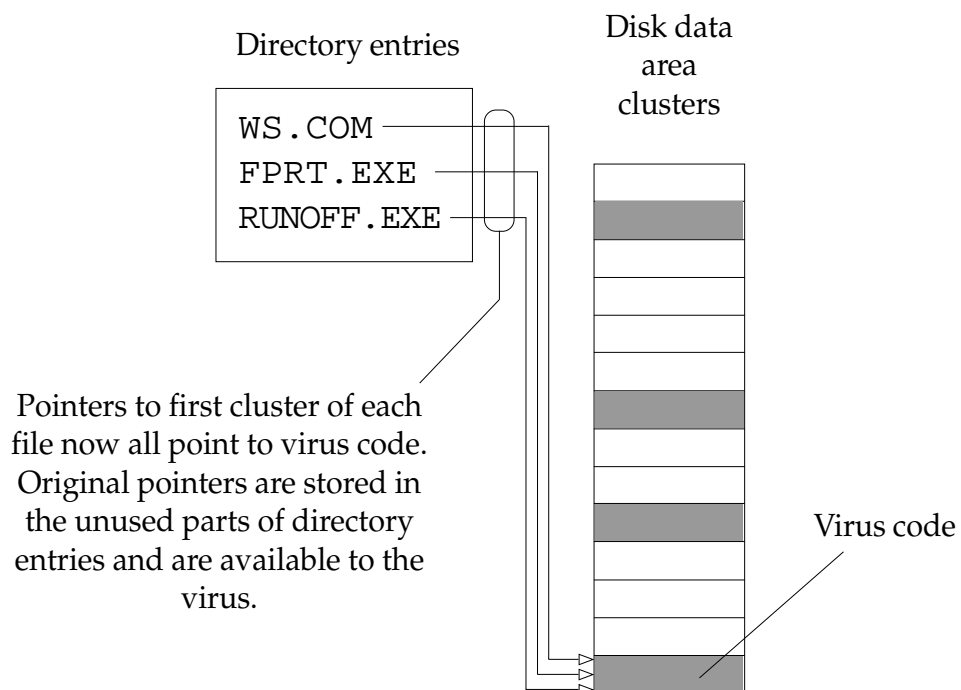 Directory entries
Disk data
area
clusters
WS.COM
FPRT.EXE
RUNOFF.EXE
Pointers to first cluster of each
file now all point to virus code.
Original pointers are stored in
the unused parts of directory
entries and are available to the
virus.
Virus code